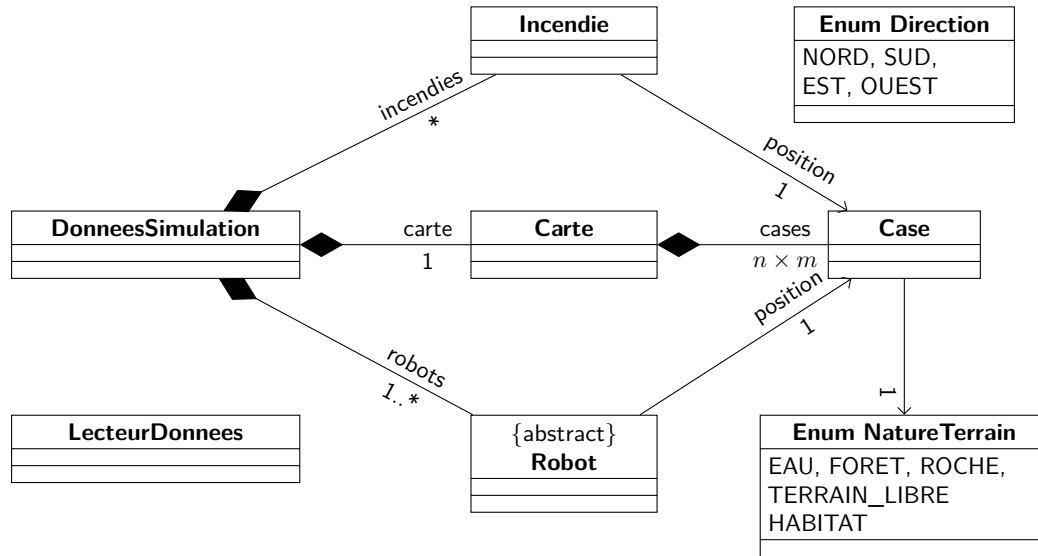 Incendie
Enum Direction
NORD, SUD,
EST, OUEST
incendies
*
position
1
DonneesSimulation
carte
1
Carte
cases
n × m
Case
position
1
robots
1..*
1
LecteurDonnees
{abstract}
Robot
Enum NatureTerrain
EAU, FORET, ROCHE,
TERRAIN_LIBRE
HABITAT